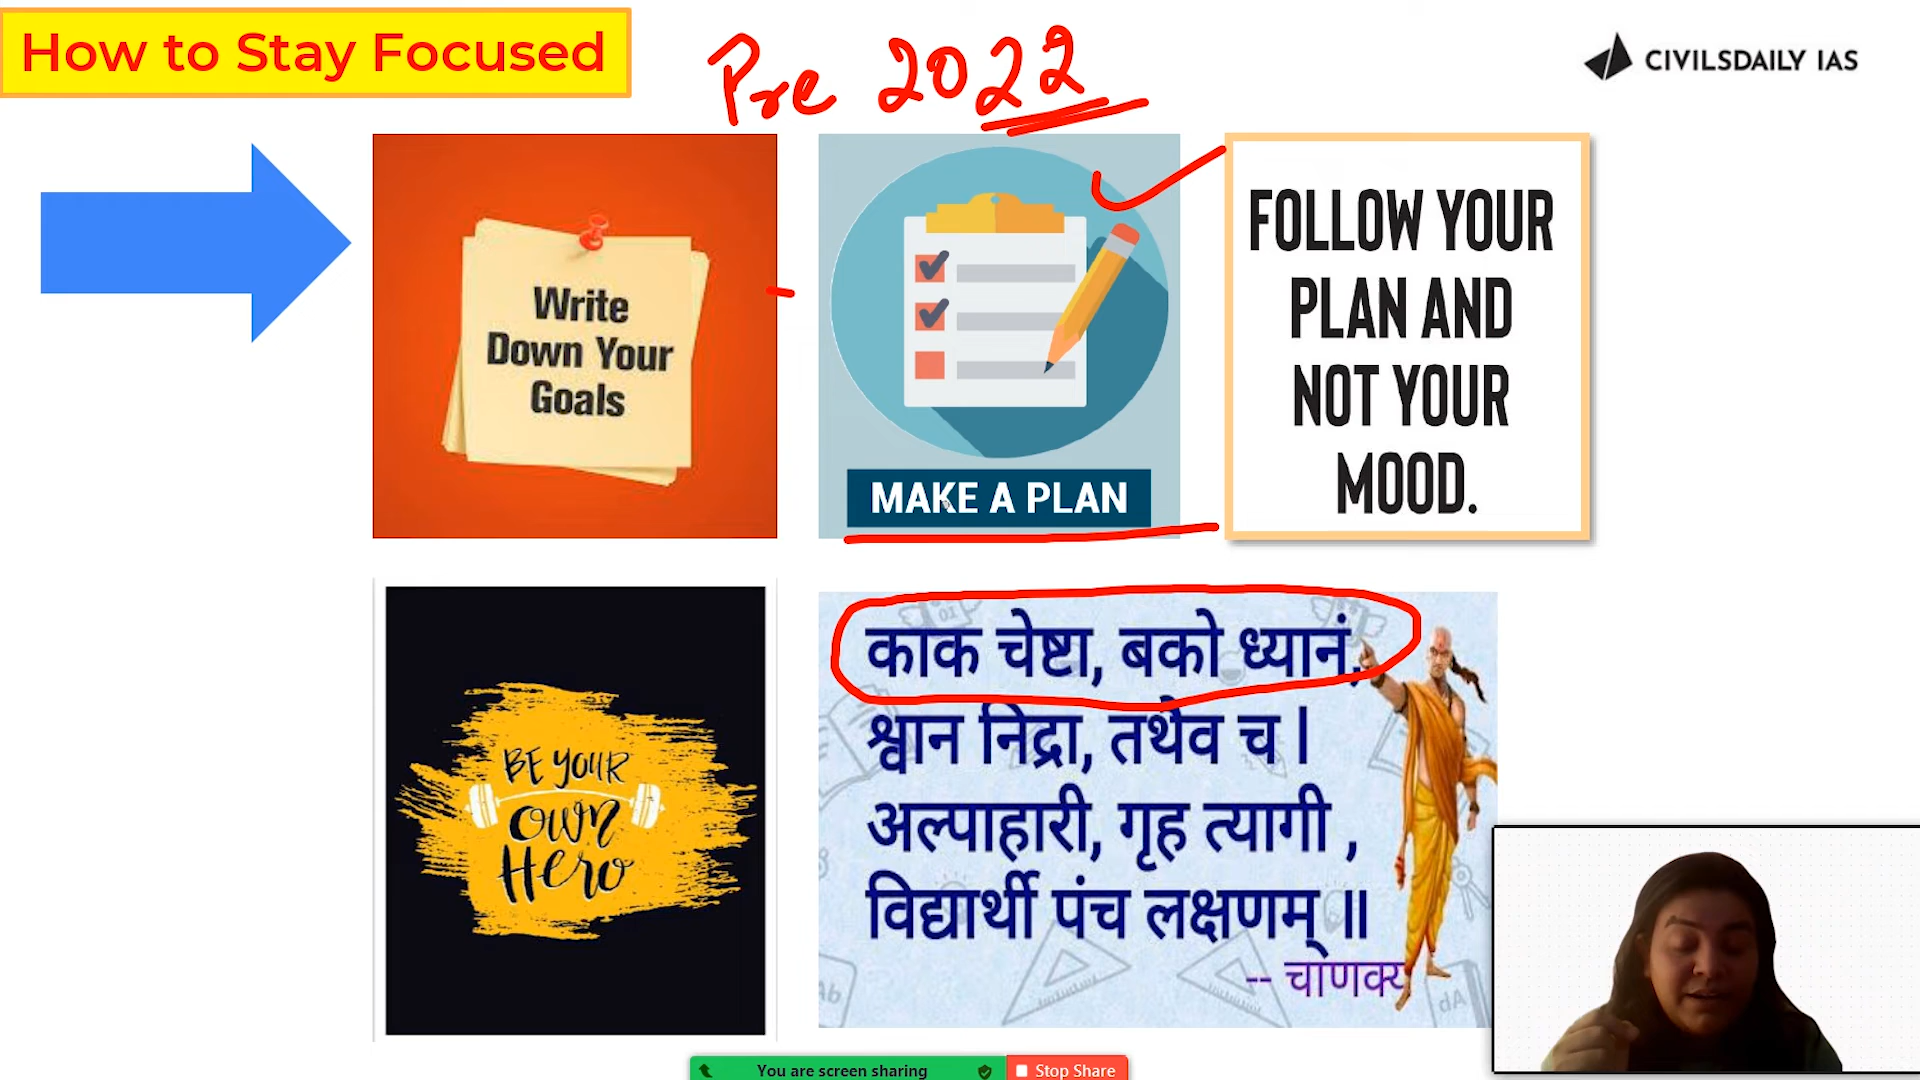 How to Stay Focused
Pre 2022
CIVILSDAILY IAS
Write
Down Your
Goals
MAKE A PLAN
FOLLOW YOUR
PLAN AND
NOT YOUR
MOOD.
BE YOUR
OWN
Hero
काक चेष्टा, बको ध्यानं,
श्वान निद्रा, तथैव च |
अल्पाहारी, गृह त्यागी ,
विद्यार्थी पंच लक्षणम् ||
-- चाणक्य
You are screen sharing
Stop Share